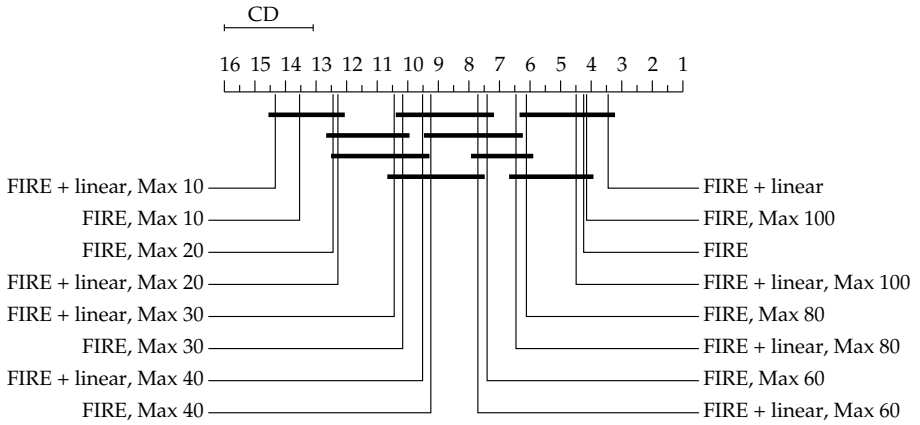 CD
16 15 14 13 12 11 10 9 8 7 6 5 4 3 2 1
FIRE + linear, Max 10
FIRE, Max 10
FIRE, Max 20
FIRE + linear, Max 20
FIRE + linear, Max 30
FIRE, Max 30
FIRE + linear, Max 40
FIRE, Max 40
FIRE + linear
FIRE, Max 100
FIRE
FIRE + linear, Max 100
FIRE, Max 80
FIRE + linear, Max 80
FIRE, Max 60
FIRE + linear, Max 60